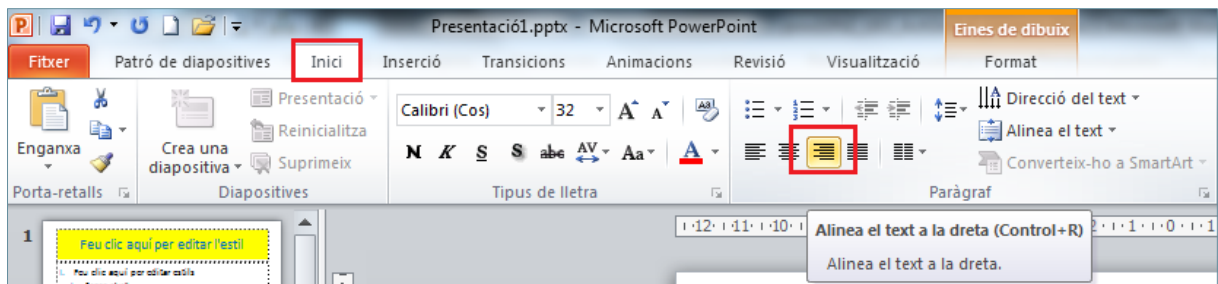 Presentació1.pptx - Microsoft PowerPoint
Eines de dibuix
Fitxer Patró de diapositives Inici Inserció Transicions Animacions Revisió Visualització Format
Enganxa
Porta-retalls
Crea una
diapositiva
Presentació
Reinicialitza
Suprimeix
Diapositives
Calibri (Cos) 32
N K S S abc AV Aa A
Tipus de lletra
Direcció del text
Alinea el text
Converteix-ho a SmartArt
Paràgraf
1
Feu clic aquí per editar l'estil
Feu clic aquí per editar estils
Alinea el text a la dreta (Control+R)
Alinea el text a la dreta.